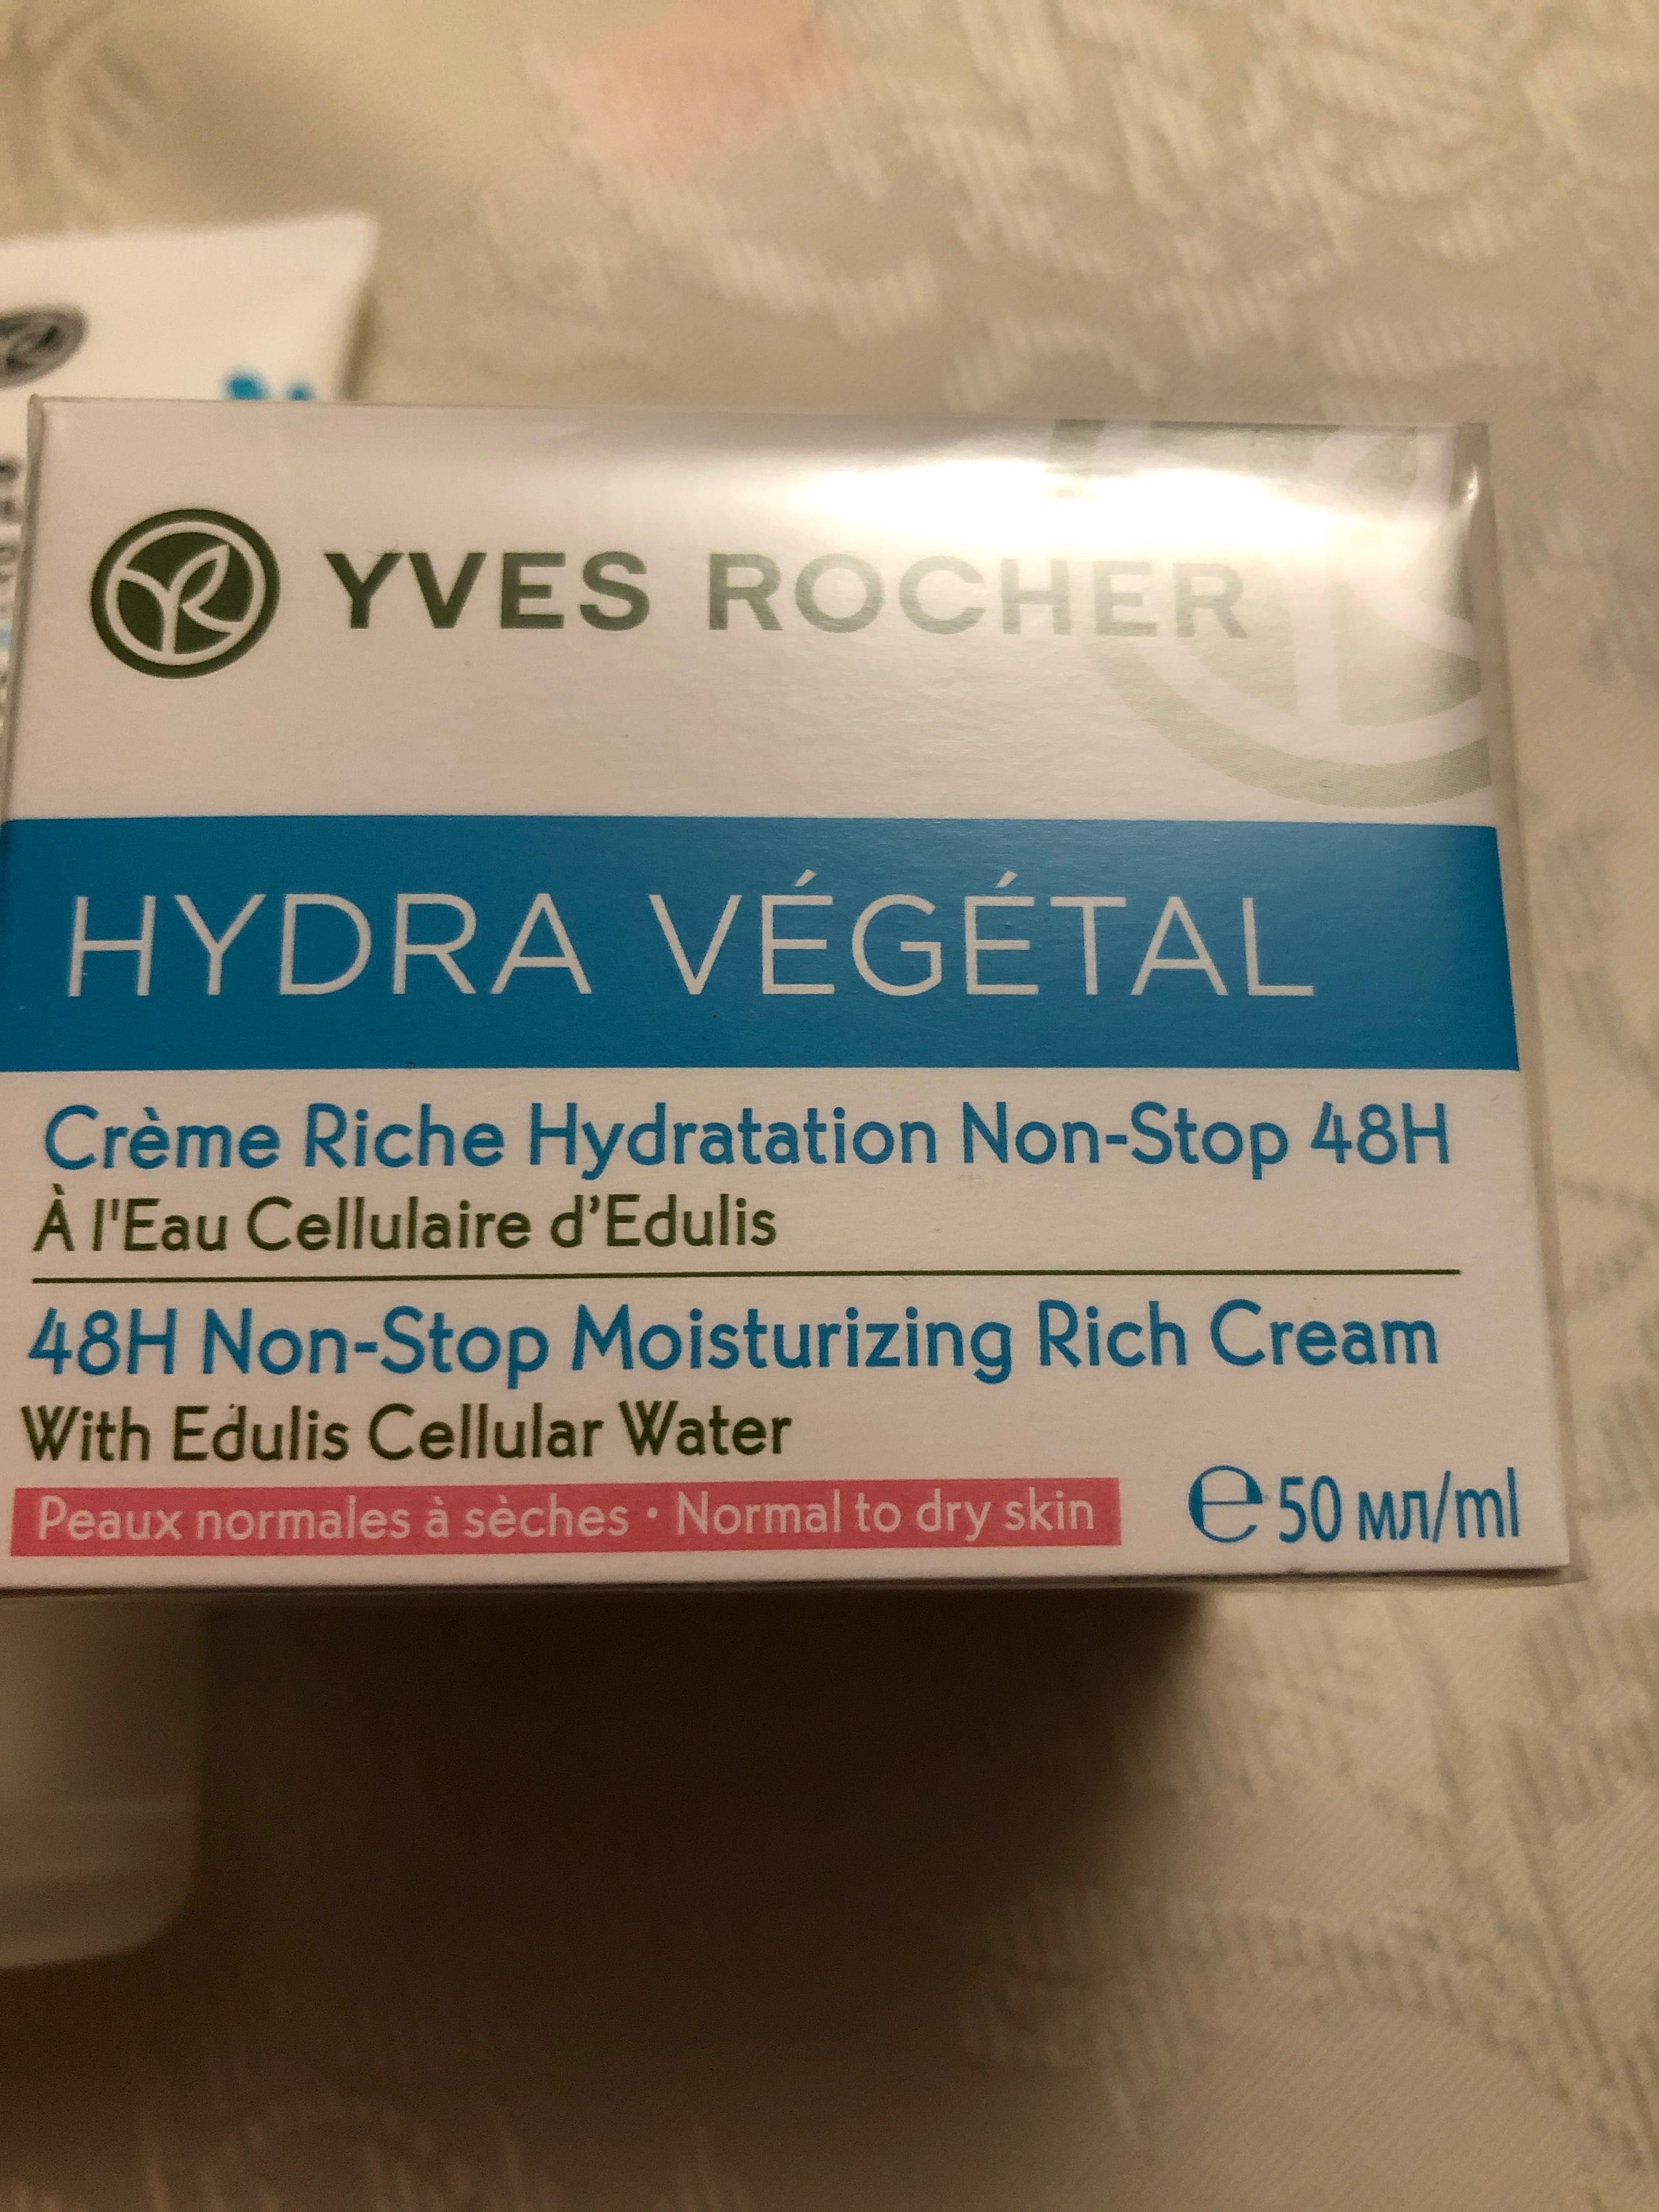 YVES ROCHER
HYDRA VÉGÉTAL
Crème Riche Hydratation Non-Stop 48H
À l'Eau Cellulaire d’Edulis
48H Non-Stop Moisturizing Rich Cream
With Edulis Cellular Water
Peaux normales à sèches • Normal to dry skin
℮ 50 мл/ml